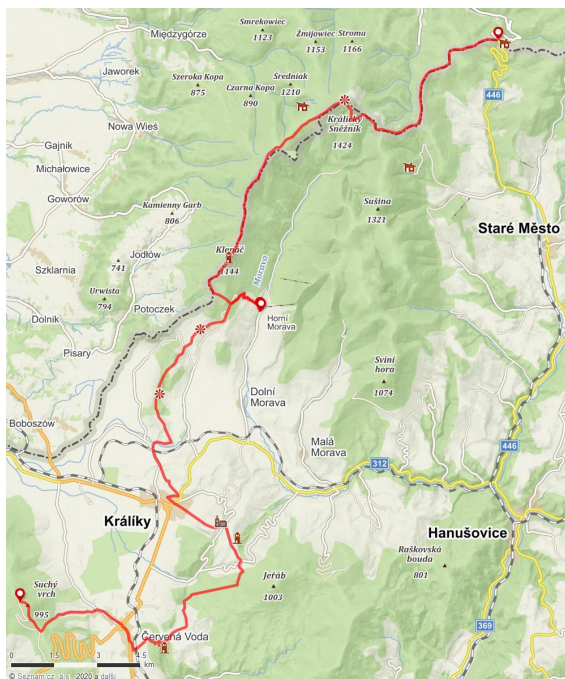 Smrekowiec
1123
Międzygórze
Żmijowiec
1153
Stroma
1166
Jaworek
Szeroka Kopa
875
Czarna Kopa
890
Średniak
1210
446
Nowa Wieś
Králický
Sněžník
1424
Gajnik
Michałowice
Goworów
Kamienny Garb
806
Sušina
1321
Staré Město
Klepáč
1144
Jodłów
741
Szklarnia
Morava
Urwista
794
Potoczek
Dolnik
Horní
Morava
Pisary
Sviní
hora
1074
Dolní
Morava
Boboszów
Malá
Morava
446
312
Králíky
Hanušovice
Raškovská
bouda
801
Jeřáb
1003
Suchý
vrch
995
369
Červená Voda
0 1.5 3 4.5
km
© Seznam.cz, a.s., 2020 a další